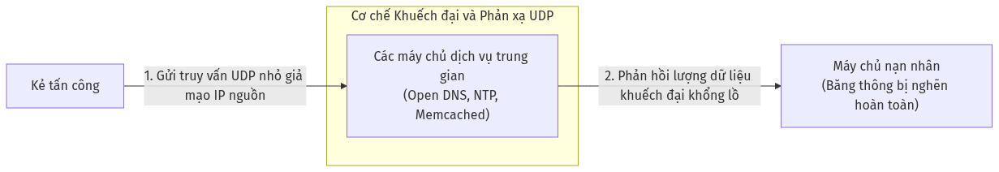 Cơ chế Khuếch đại và Phản xạ UDP
Kẻ tấn công
1. Gửi truy vấn UDP nhỏ giả
mạo IP nguồn
Các máy chủ dịch vụ trung
gian
(Open DNS, NTP,
Memcached)
2. Phản hồi lượng dữ liệu
khuếch đại khổng lồ
Máy chủ nạn nhân
(Băng thông bị nghẽn
hoàn toàn)